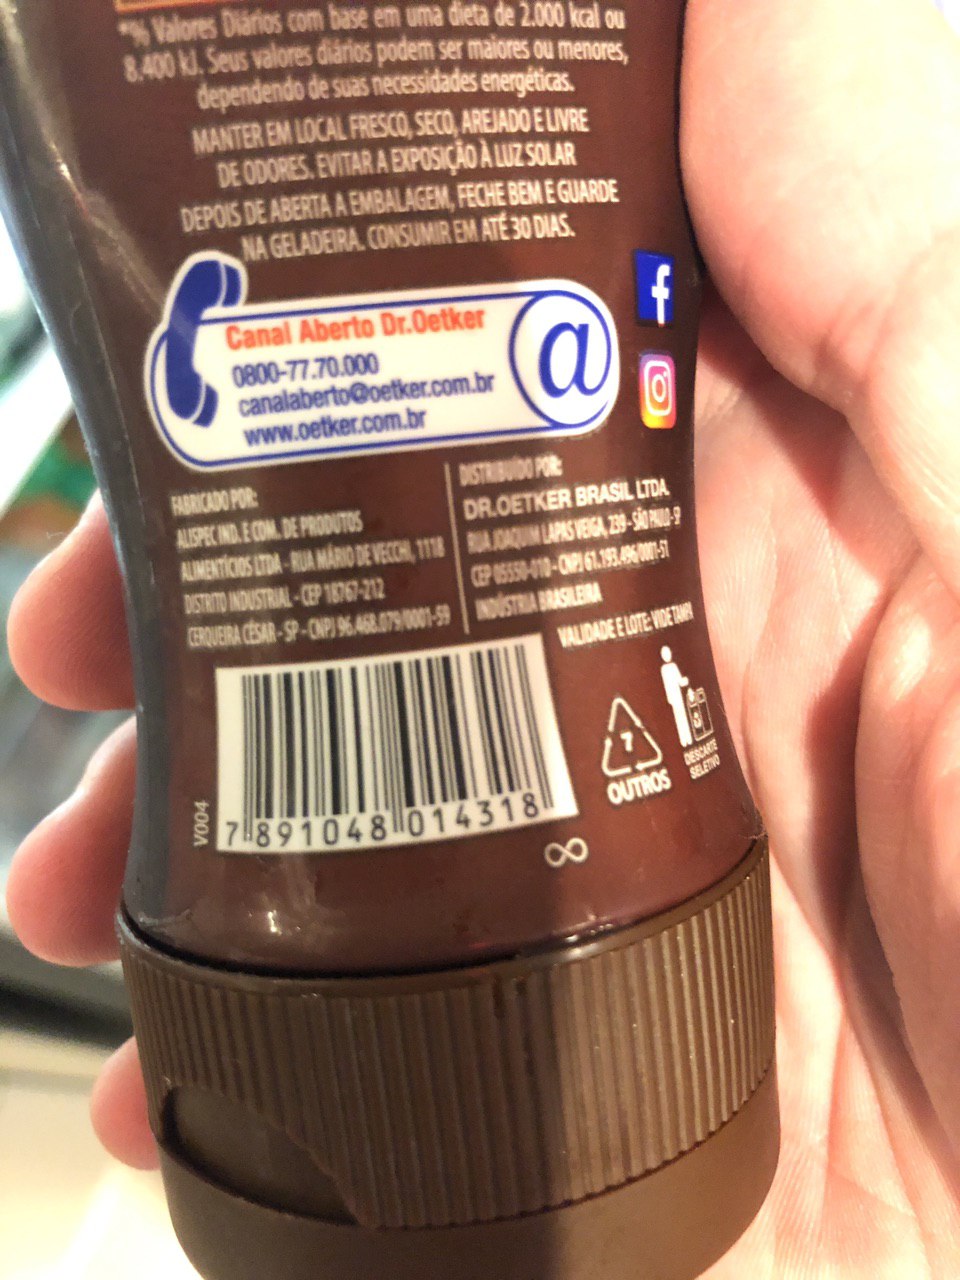 *% Valores Diários com base em uma dieta de 2.000 kcal ou
8.400 kJ. Seus valores diários podem ser maiores ou menores,
dependendo de suas necessidades energéticas.
MANTER EM LOCAL FRESCO, SECO, AREJADO E LIVRE
DE ODORES. EVITAR A EXPOSIÇÃO À LUZ SOLAR
DEPOIS DE ABERTA A EMBALAGEM, FECHE BEM E GUARDE
NA GELADEIRA. CONSUMIR EM ATÉ 30 DIAS.
Canal Aberto Dr.Oetker
0800-77.70.000
canalaberto@oetker.com.br
www.oetker.com.br
@
FABRICADO POR:
ALISPEC IND. E COM. DE PRODUTOS
ALIMENTÍCIOS LTDA - RUA MÁRIO DE VECCHI, 1118
DISTRITO INDUSTRIAL - CEP 18767-212
CERQUEIRA CÉSAR - SP - CNPJ 96.468.079/0001-59
DISTRIBUÍDO POR:
DR.OETKER BRASIL LTDA.
RUA JOAQUIM LAPAS VEIGA, 239 - SÃO PAULO - SP
CEP 05550-010 - CNPJ 61.193.496/0001-51
INDÚSTRIA BRASILEIRA
VALIDADE E LOTE: VIDE TAMPA
V004
7 891048 014318
7
OUTROS
DESCARTE
SELETIVO